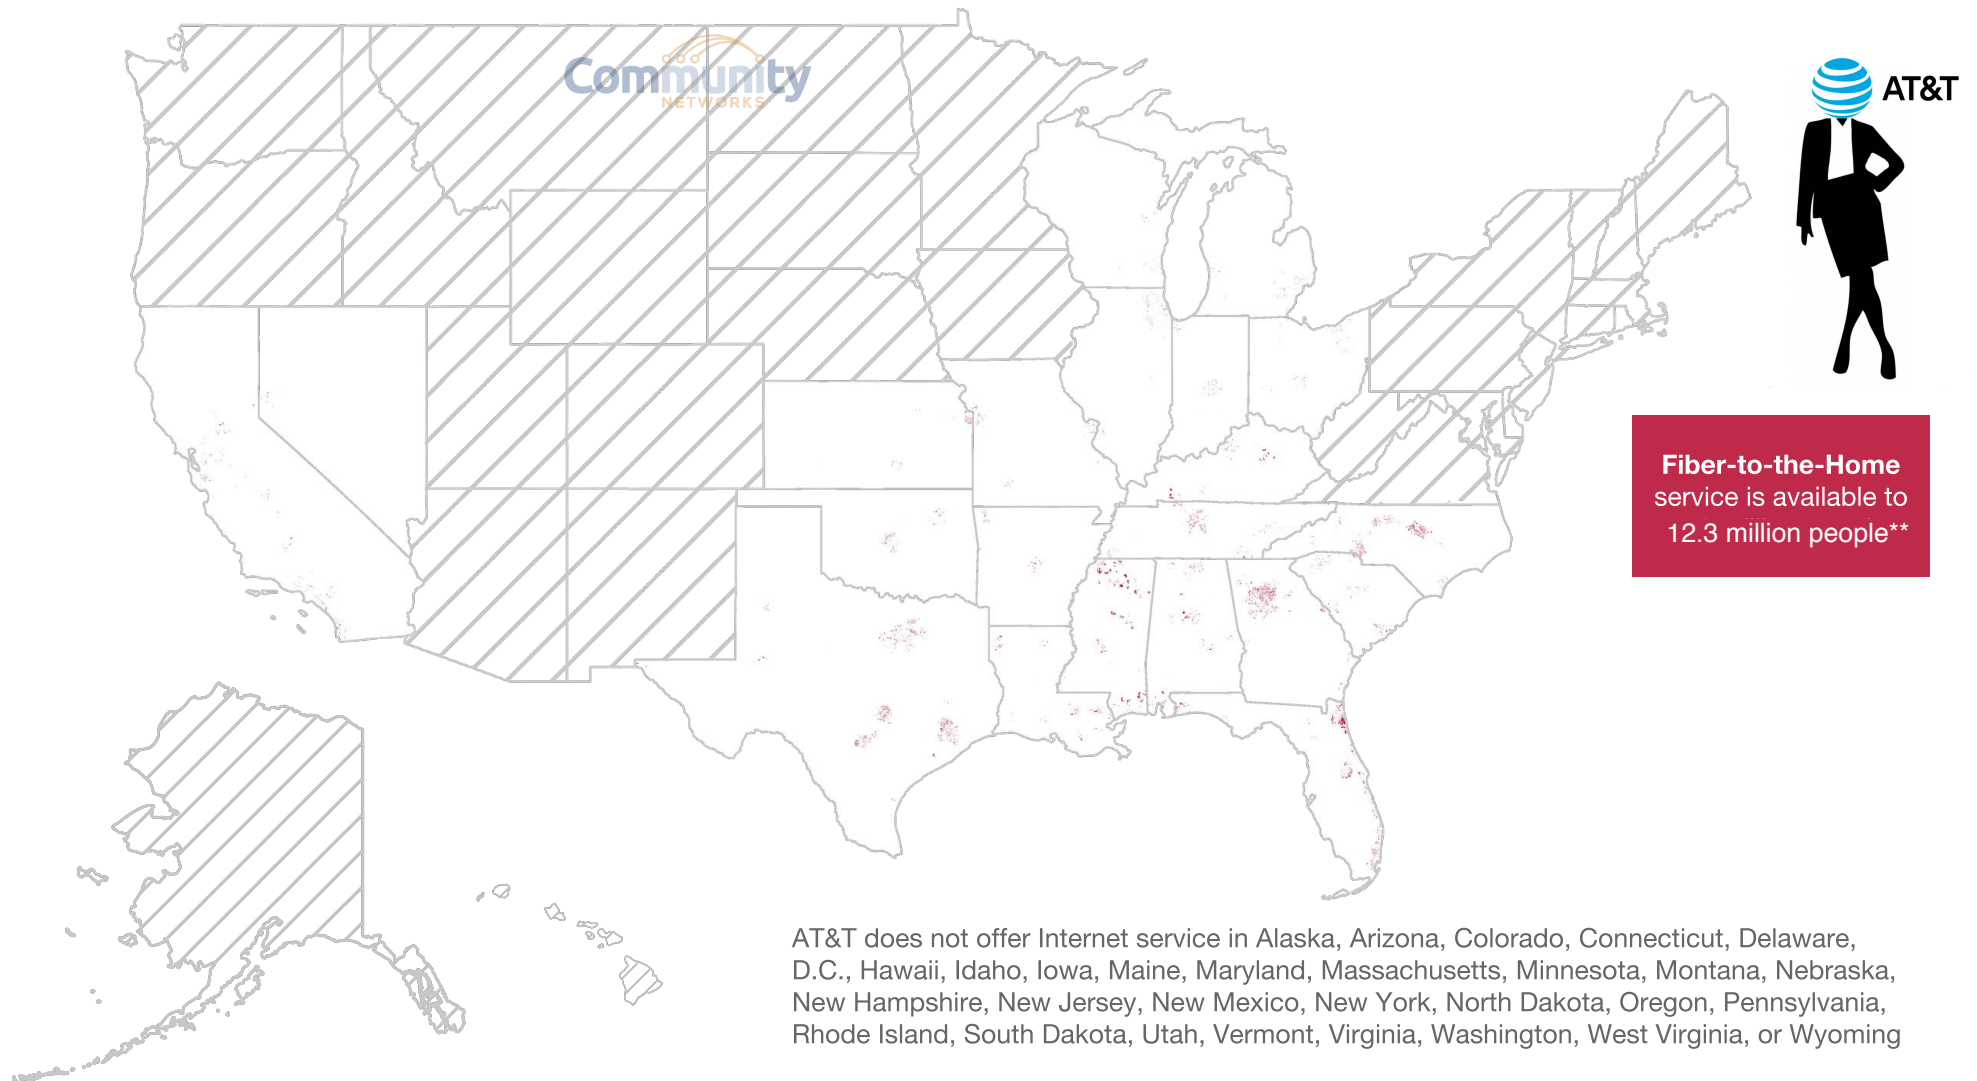 Community
NETWORKS
AT&T
Fiber-to-the-Home
service is available to
12.3 million people**
AT&T does not offer Internet service in Alaska, Arizona, Colorado, Connecticut, Delaware,
D.C., Hawaii, Idaho, Iowa, Maine, Maryland, Massachusetts, Minnesota, Montana, Nebraska,
New Hampshire, New Jersey, New Mexico, New York, North Dakota, Oregon, Pennsylvania,
Rhode Island, South Dakota, Utah, Vermont, Virginia, Washington, West Virginia, or Wyoming